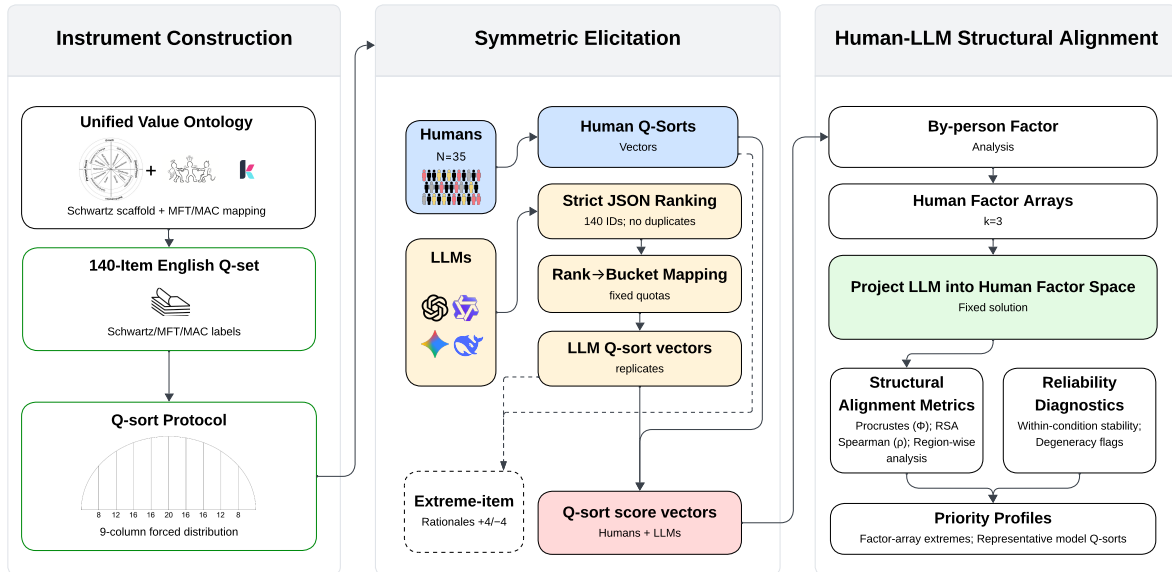 Instrument Construction
Unified Value Ontology
+
Schwartz scaffold + MFT/MAC mapping
140-Item English Q-set
Schwartz/MFT/MAC labels
Q-sort Protocol
8 12 16 16 20 16 16 12 8
9-column forced distribution
Symmetric Elicitation
Humans
N=35
Human Q-Sorts
Vectors
LLMs
Strict JSON Ranking
140 IDs; no duplicates
Rank→Bucket Mapping
fixed quotas
LLM Q-sort vectors
replicates
Extreme-item
Rationales +4/−4
Q-sort score vectors
Humans + LLMs
Human-LLM Structural Alignment
By-person Factor
Analysis
Human Factor Arrays
k=3
Project LLM into Human Factor Space
Fixed solution
Structural
Alignment Metrics
Procrustes (Φ); RSA
Spearman (ρ); Region-wise
analysis
Reliability
Diagnostics
Within-condition stability;
Degeneracy flags
Priority Profiles
Factor-array extremes; Representative model Q-sorts